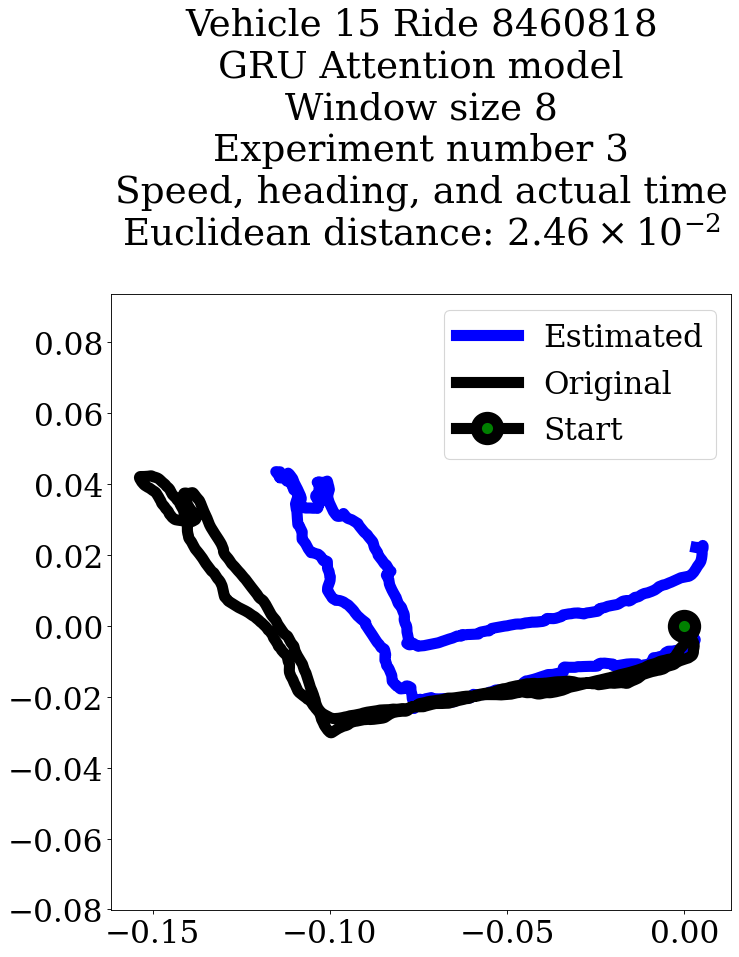 Vehicle 15 Ride 8460818
GRU Attention model
Window size 8
Experiment number 3
Speed, heading, and actual time
Euclidean distance: 2.46 × 10⁻²
Estimated
Original
Start
0.08
0.06
0.04
0.02
0.00
−0.02
−0.04
−0.06
−0.08
−0.15 −0.10 −0.05 0.00